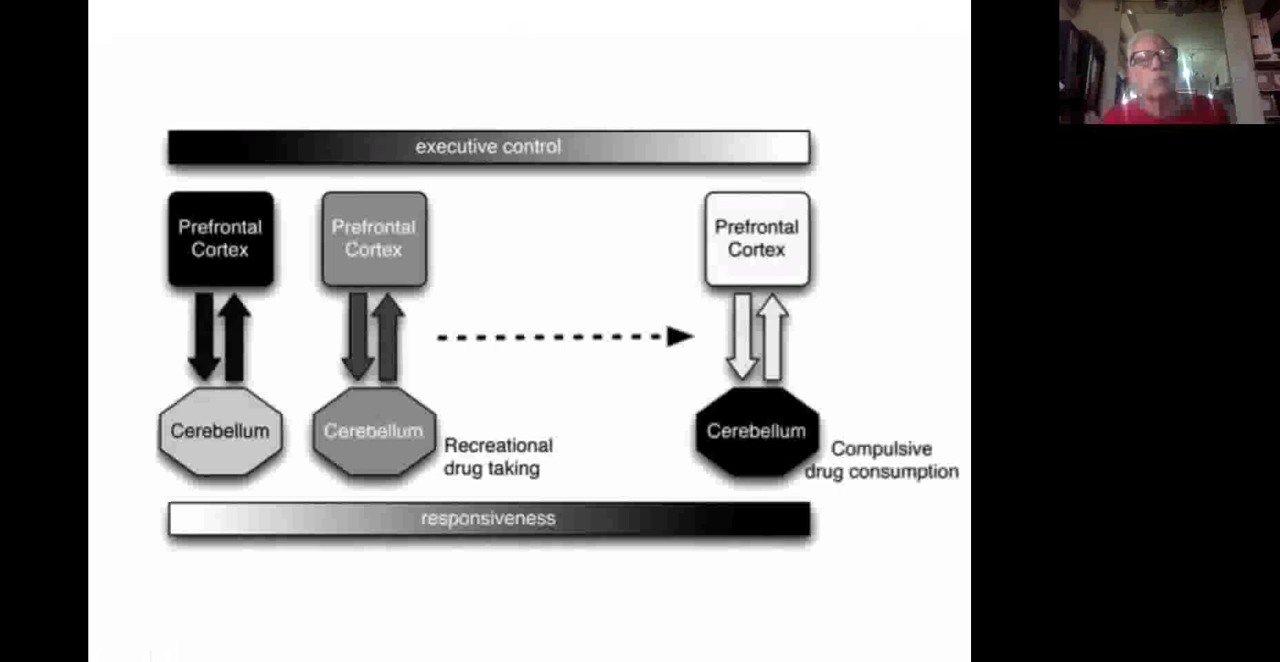 executive control
Prefrontal
Cortex
Prefrontal
Cortex
Prefrontal
Cortex
Cerebellum
Cerebellum
Recreational
drug taking
Cerebellum
Compulsive
drug consumption
responsiveness